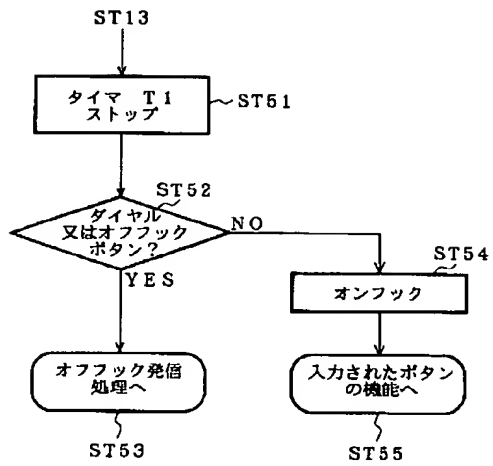 ST13
タイマ T1
ストップ
ST51
ST52
ダイヤル
又はオフフック
ボタン?
NO
YES
ST54
オンフック
オフフック発信
処理へ
ST53
入力されたボタン
の機能へ
ST55